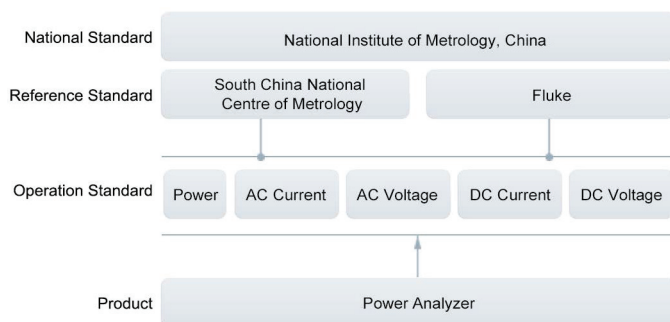 National Standard
National Institute of Metrology, China
Reference Standard
South China National
Centre of Metrology
Fluke
Operation Standard
Power
AC Current
AC Voltage
DC Current
DC Voltage
Product
Power Analyzer